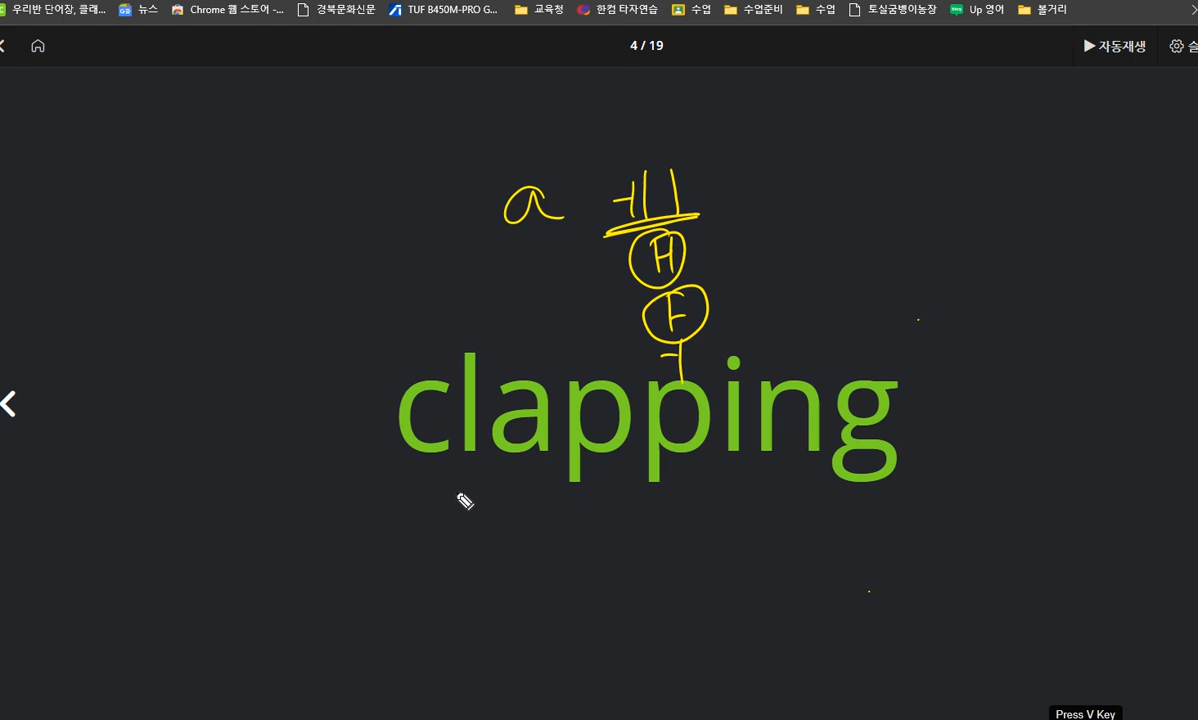 우리반 단어장, 클래... 뉴스 Chrome 웹 스토어 -... 경북문화신문 TUF B450M-PRO G... 교육청 한컴 타자연습 수업 수업준비 수업 토실굼벵이농장 Up 영어 볼거리
4 / 19 ▶자동재생 슬
a ㅔㅣ
ㅐ
ㅏ
ㅓ
clapping
Press V Key